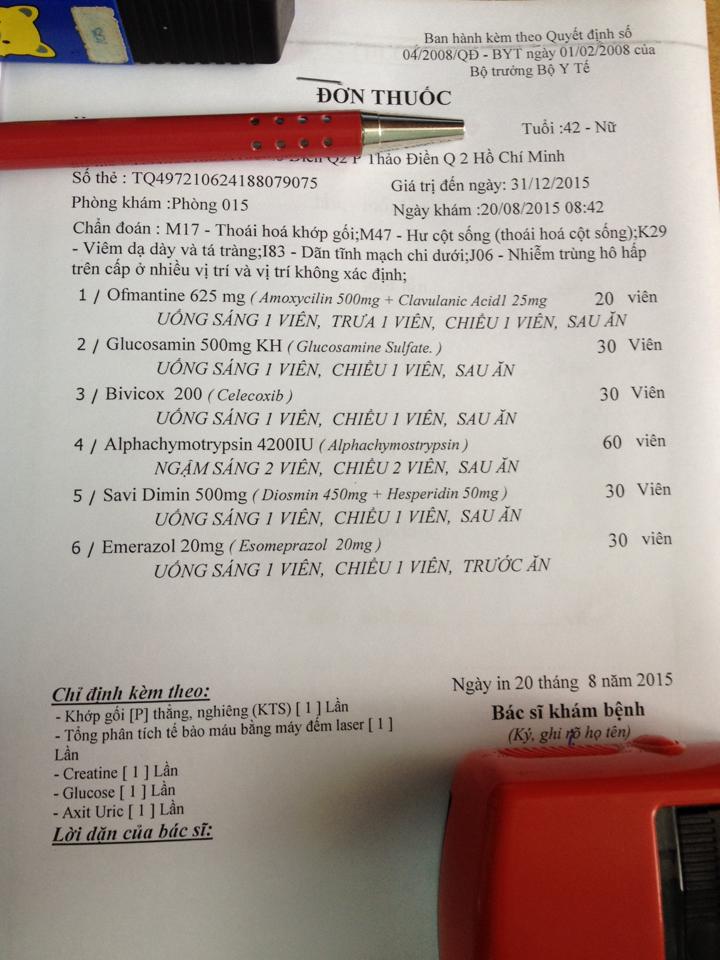 Ban hành kèm theo Quyết định số
04/2008/QĐ - BYT ngày 01/02/2008 của
Bộ trưởng Bộ Y Tế
ĐƠN THUỐC
Tuổi :42 - Nữ
Q2 P Thảo Điền Q 2 Hồ Chí Minh
Số thẻ : TQ497210624188079075 Giá trị đến ngày: 31/12/2015
Phòng khám :Phòng 015 Ngày khám :20/08/2015 08:42
Chẩn đoán : M17 - Thoái hoá khớp gối;M47 - Hư cột sống (thoái hoá cột sống);K29
- Viêm dạ dày và tá tràng;I83 - Dãn tĩnh mạch chi dưới;J06 - Nhiễm trùng hô hấp
trên cấp ở nhiều vị trí và vị trí không xác định;
1 / Ofmantine 625 mg ( Amoxycilin 500mg + Clavulanic Acid1 25mg 20 viên
UỐNG SÁNG 1 VIÊN, TRƯA 1 VIÊN, CHIỀU 1 VIÊN, SAU ĂN
2 / Glucosamin 500mg KH ( Glucosamine Sulfate. ) 30 Viên
UỐNG SÁNG 1 VIÊN, CHIỀU 1 VIÊN, SAU ĂN
3 / Bivicox 200 ( Celecoxib ) 30 Viên
UỐNG SÁNG 1 VIÊN, CHIỀU 1 VIÊN, SAU ĂN
4 / Alphachymotrypsin 4200IU ( Alphachymostrypsin ) 60 viên
NGẬM SÁNG 2 VIÊN, CHIỀU 2 VIÊN, SAU ĂN
5 / Savi Dimin 500mg ( Diosmin 450mg + Hesperidin 50mg ) 30 Viên
UỐNG SÁNG 1 VIÊN, CHIỀU 1 VIÊN, SAU ĂN
6 / Emerazol 20mg ( Esomeprazol 20mg ) 30 viên
UỐNG SÁNG 1 VIÊN, CHIỀU 1 VIÊN, TRƯỚC ĂN
Ngày in 20 tháng 8 năm 2015
Bác sĩ khám bệnh
(Ký, ghi rõ họ tên)
Chỉ định kèm theo:
- Khớp gối [P] thẳng, nghiêng (KTS) [ 1 ] Lần
- Tổng phân tích tế bào máu bằng máy đếm laser [ 1 ]
Lần
- Creatine [ 1 ] Lần
- Glucose [ 1 ] Lần
- Axit Uric [ 1 ] Lần
Lời dặn của bác sĩ: